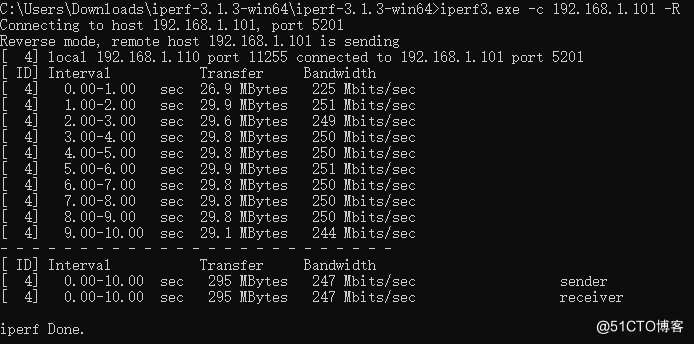 C:\Users\Downloads\iperf-3.1.3-win64\iperf-3.1.3-win64>iperf3.exe -c 192.168.1.101 -R
Connecting to host 192.168.1.101, port 5201
Reverse mode, remote host 192.168.1.101 is sending
[  4] local 192.168.1.110 port 11255 connected to 192.168.1.101 port 5201
[ ID] Interval           Transfer     Bandwidth
[  4]   0.00-1.00   sec  26.9 MBytes   225 Mbits/sec
[  4]   1.00-2.00   sec  29.9 MBytes   251 Mbits/sec
[  4]   2.00-3.00   sec  29.6 MBytes   249 Mbits/sec
[  4]   3.00-4.00   sec  29.8 MBytes   250 Mbits/sec
[  4]   4.00-5.00   sec  29.8 MBytes   250 Mbits/sec
[  4]   5.00-6.00   sec  29.9 MBytes   251 Mbits/sec
[  4]   6.00-7.00   sec  29.8 MBytes   250 Mbits/sec
[  4]   7.00-8.00   sec  29.8 MBytes   250 Mbits/sec
[  4]   8.00-9.00   sec  29.8 MBytes   250 Mbits/sec
[  4]   9.00-10.00  sec  29.1 MBytes   244 Mbits/sec
- - - - - - - - - - - - - - - - - - - - - - - - -
[ ID] Interval           Transfer     Bandwidth
[  4]   0.00-10.00  sec   295 MBytes   247 Mbits/sec                  sender
[  4]   0.00-10.00  sec   295 MBytes   247 Mbits/sec                  receiver
iperf Done.
@51CTO博客